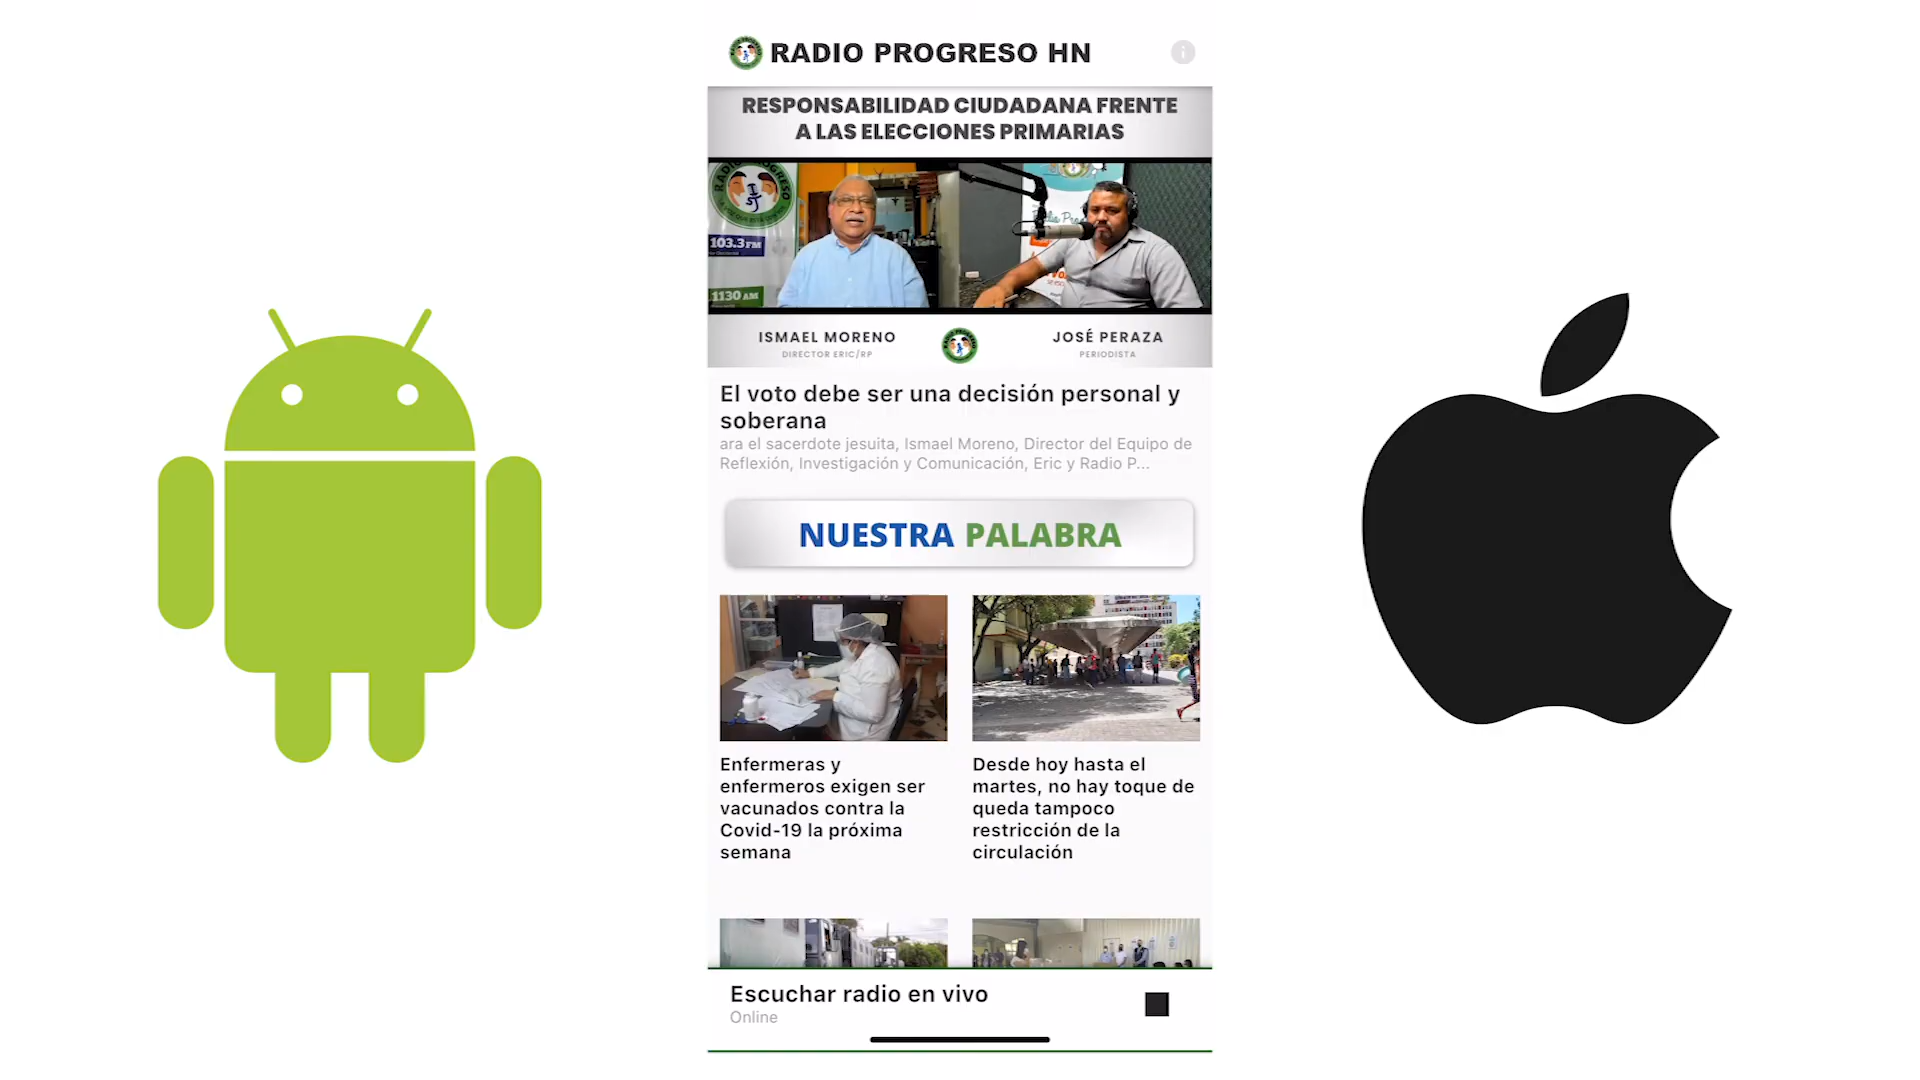 RADIO PROGRESO HN
RESPONSABILIDAD CIUDADANA FRENTE
A LAS ELECCIONES PRIMARIAS
RADIO PROGRESO
103.3 FM
1130 AM
ISMAEL MORENO
DIRECTOR ERIC/RP
JOSÉ PERAZA
PERIODISTA
El voto debe ser una decisión personal y
soberana
ara el sacerdote jesuita, Ismael Moreno, Director del Equipo de
Reflexión, Investigación y Comunicación, Eric y Radio P...
NUESTRA PALABRA
Enfermeras y
enfermeros exigen ser
vacunados contra la
Covid-19 la próxima
semana
Desde hoy hasta el
martes, no hay toque de
queda tampoco
restricción de la
circulación
Escuchar radio en vivo
Online